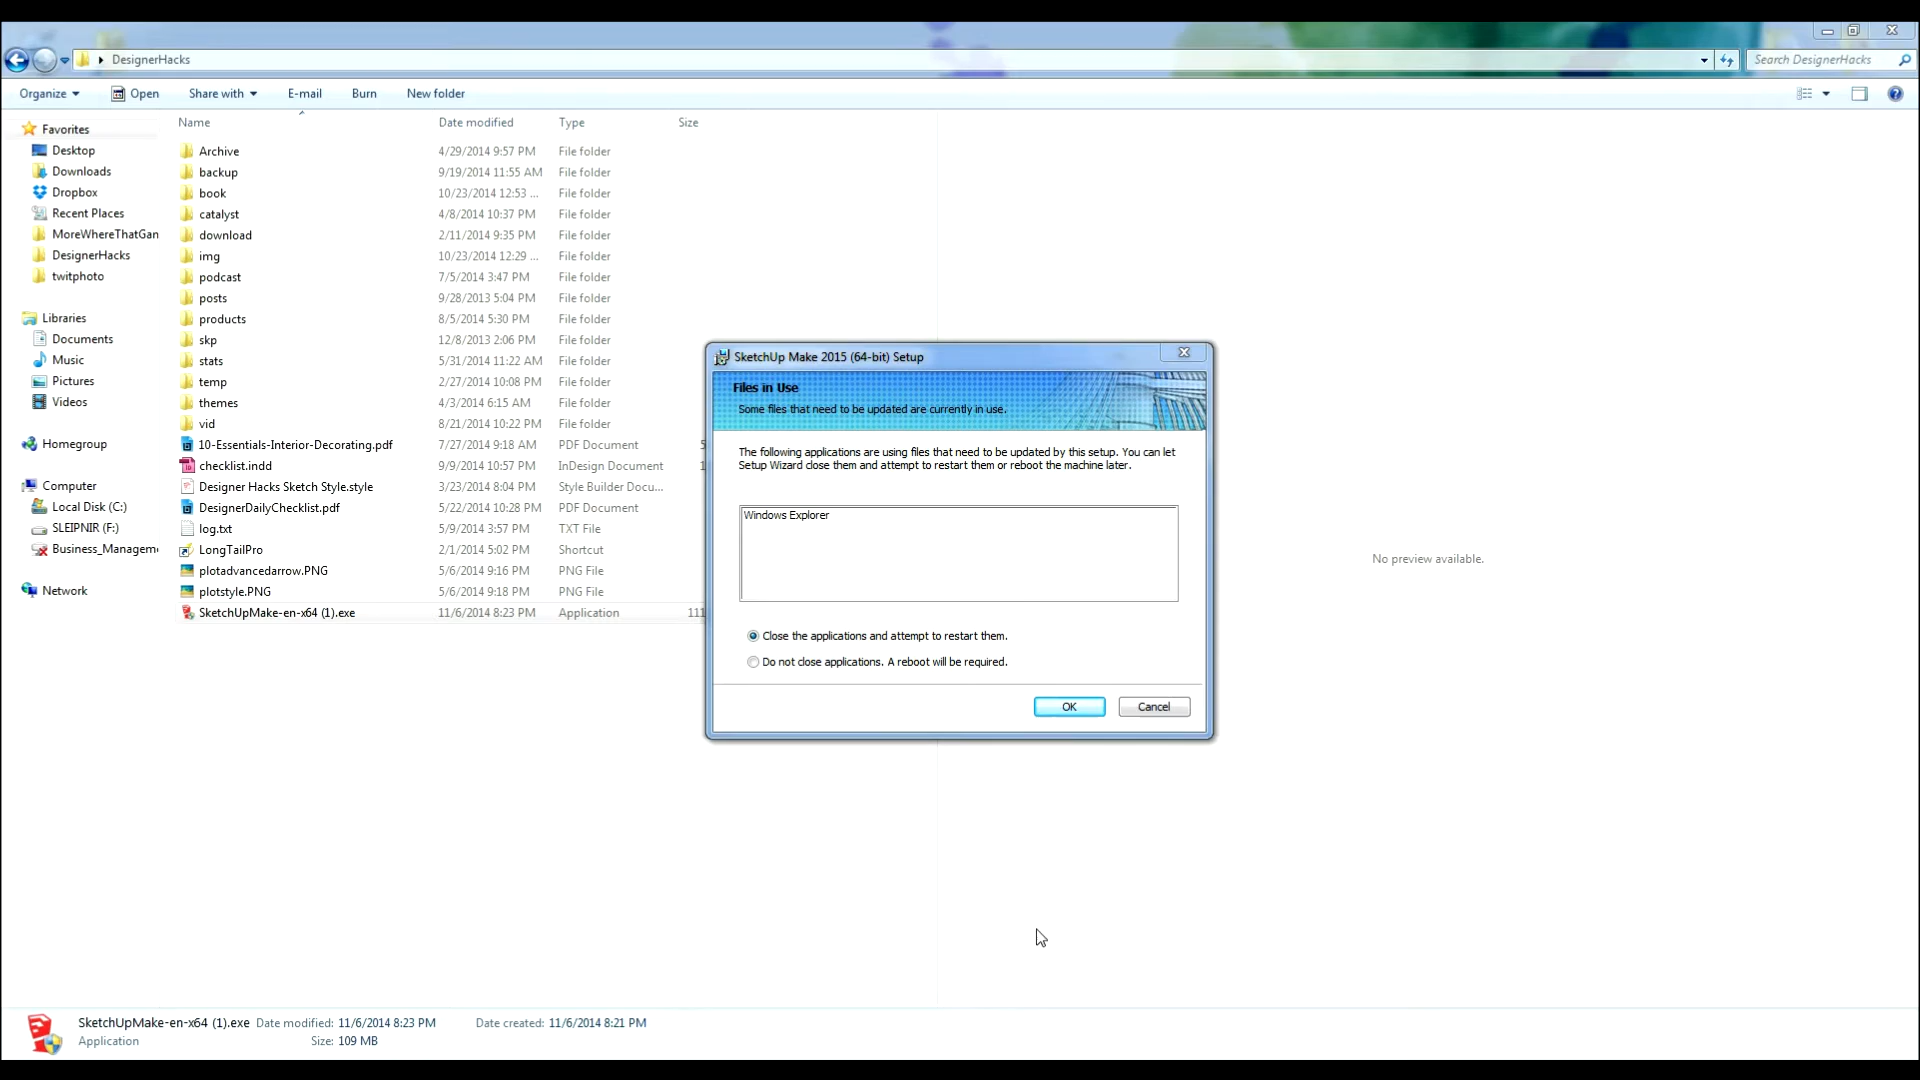 DesignerHacks
Search DesignerHacks
Organize
Open
Share with
E-mail
Burn
New folder
Name
Date modified
Type
Size
Favorites
Desktop
Downloads
Dropbox
Recent Places
MoreWhereThatGan
DesignerHacks
twitphoto
Libraries
Documents
Music
Pictures
Videos
Homegroup
Computer
Local Disk (C:)
SLEIPNIR (F:)
Business_Managem
Network
Archive 4/29/2014 9:57 PM File folder
backup 9/19/2014 11:55 AM File folder
book 10/23/2014 12:53 ... File folder
catalyst 4/8/2014 10:37 PM File folder
download 2/11/2014 9:35 PM File folder
img 10/23/2014 12:29 ... File folder
podcast 7/5/2014 3:47 PM File folder
posts 9/28/2013 5:04 PM File folder
products 8/5/2014 5:30 PM File folder
skp 12/8/2013 2:06 PM File folder
stats 5/31/2014 11:22 AM File folder
temp 2/27/2014 10:08 PM File folder
themes 4/3/2014 6:15 AM File folder
vid 8/21/2014 10:22 PM File folder
10-Essentials-Interior-Decorating.pdf 7/27/2014 9:18 AM PDF Document 5
checklist.indd 9/9/2014 10:57 PM InDesign Document 1
Designer Hacks Sketch Style.style 3/23/2014 8:04 PM Style Builder Docu...
DesignerDailyChecklist.pdf 5/22/2014 10:28 PM PDF Document
log.txt 5/9/2014 3:57 PM TXT File
LongTailPro 2/1/2014 5:02 PM Shortcut
plotadvancedarrow.PNG 5/6/2014 9:16 PM PNG File
plotstyle.PNG 5/6/2014 9:18 PM PNG File
SketchUpMake-en-x64 (1).exe 11/6/2014 8:23 PM Application 111
SketchUp Make 2015 (64-bit) Setup
Files in Use
Some files that need to be updated are currently in use.
The following applications are using files that need to be updated by this setup. You can let
Setup Wizard close them and attempt to restart them or reboot the machine later.
Windows Explorer
Close the applications and attempt to restart them.
Do not close applications. A reboot will be required.
OK
Cancel
No preview available.
SketchUpMake-en-x64 (1).exe Date modified: 11/6/2014 8:23 PM Date created: 11/6/2014 8:21 PM
Application Size: 109 MB